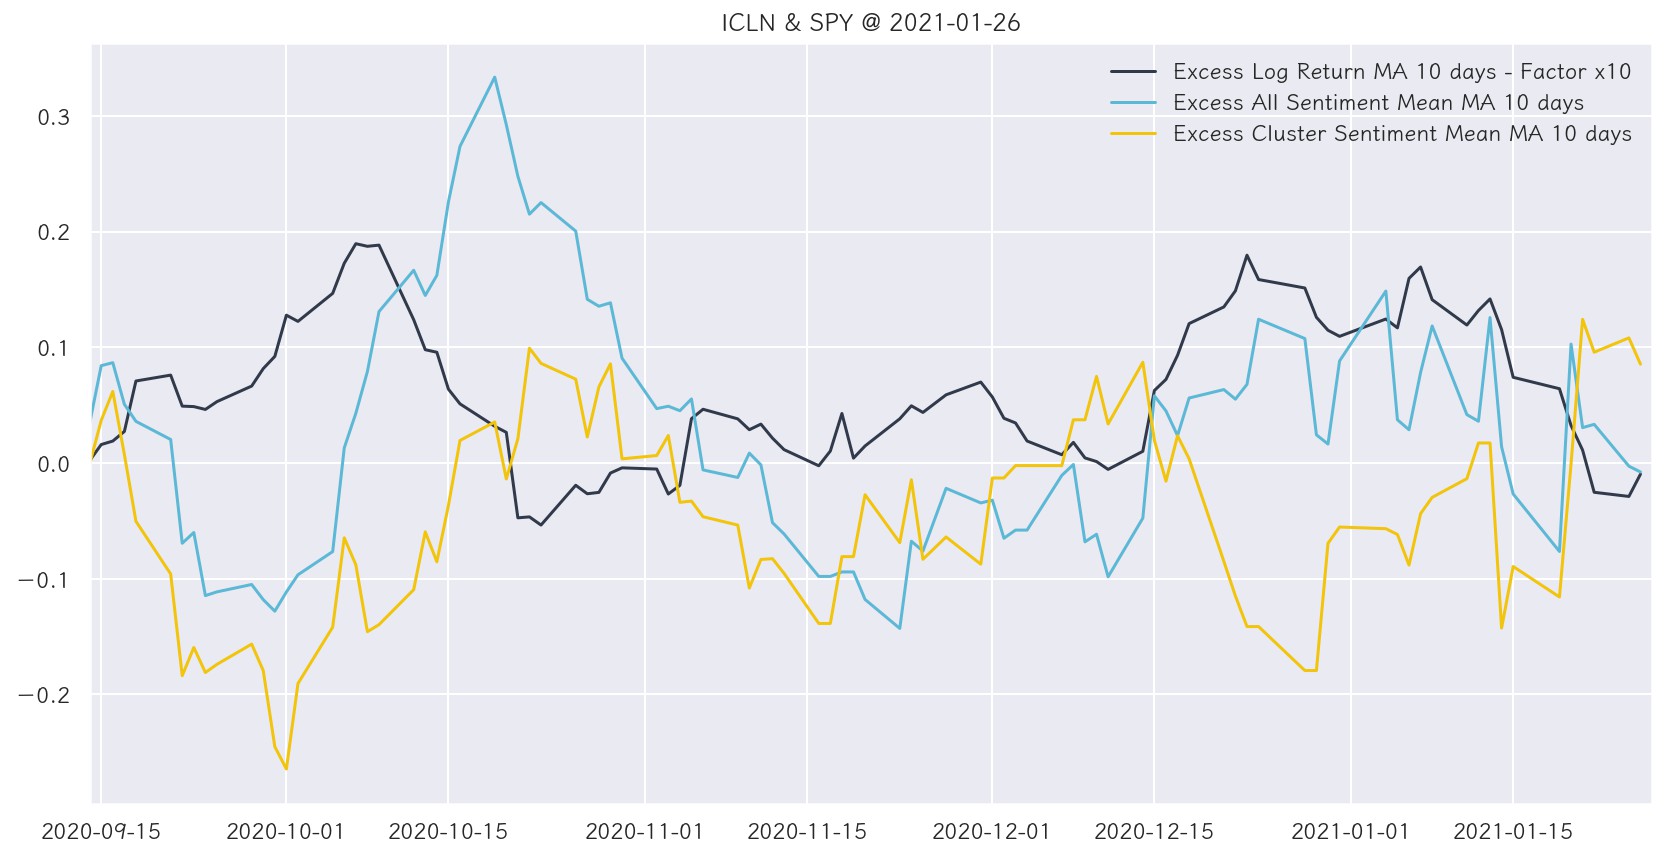 ICLN & SPY @ 2021-01-26
Excess Log Return MA 10 days - Factor x10
Excess All Sentiment Mean MA 10 days
Excess Cluster Sentiment Mean MA 10 days
0.3
0.2
0.1
0.0
−0.1
−0.2
2020-09-15 2020-10-01 2020-10-15 2020-11-01 2020-11-15 2020-12-01 2020-12-15 2021-01-01 2021-01-15